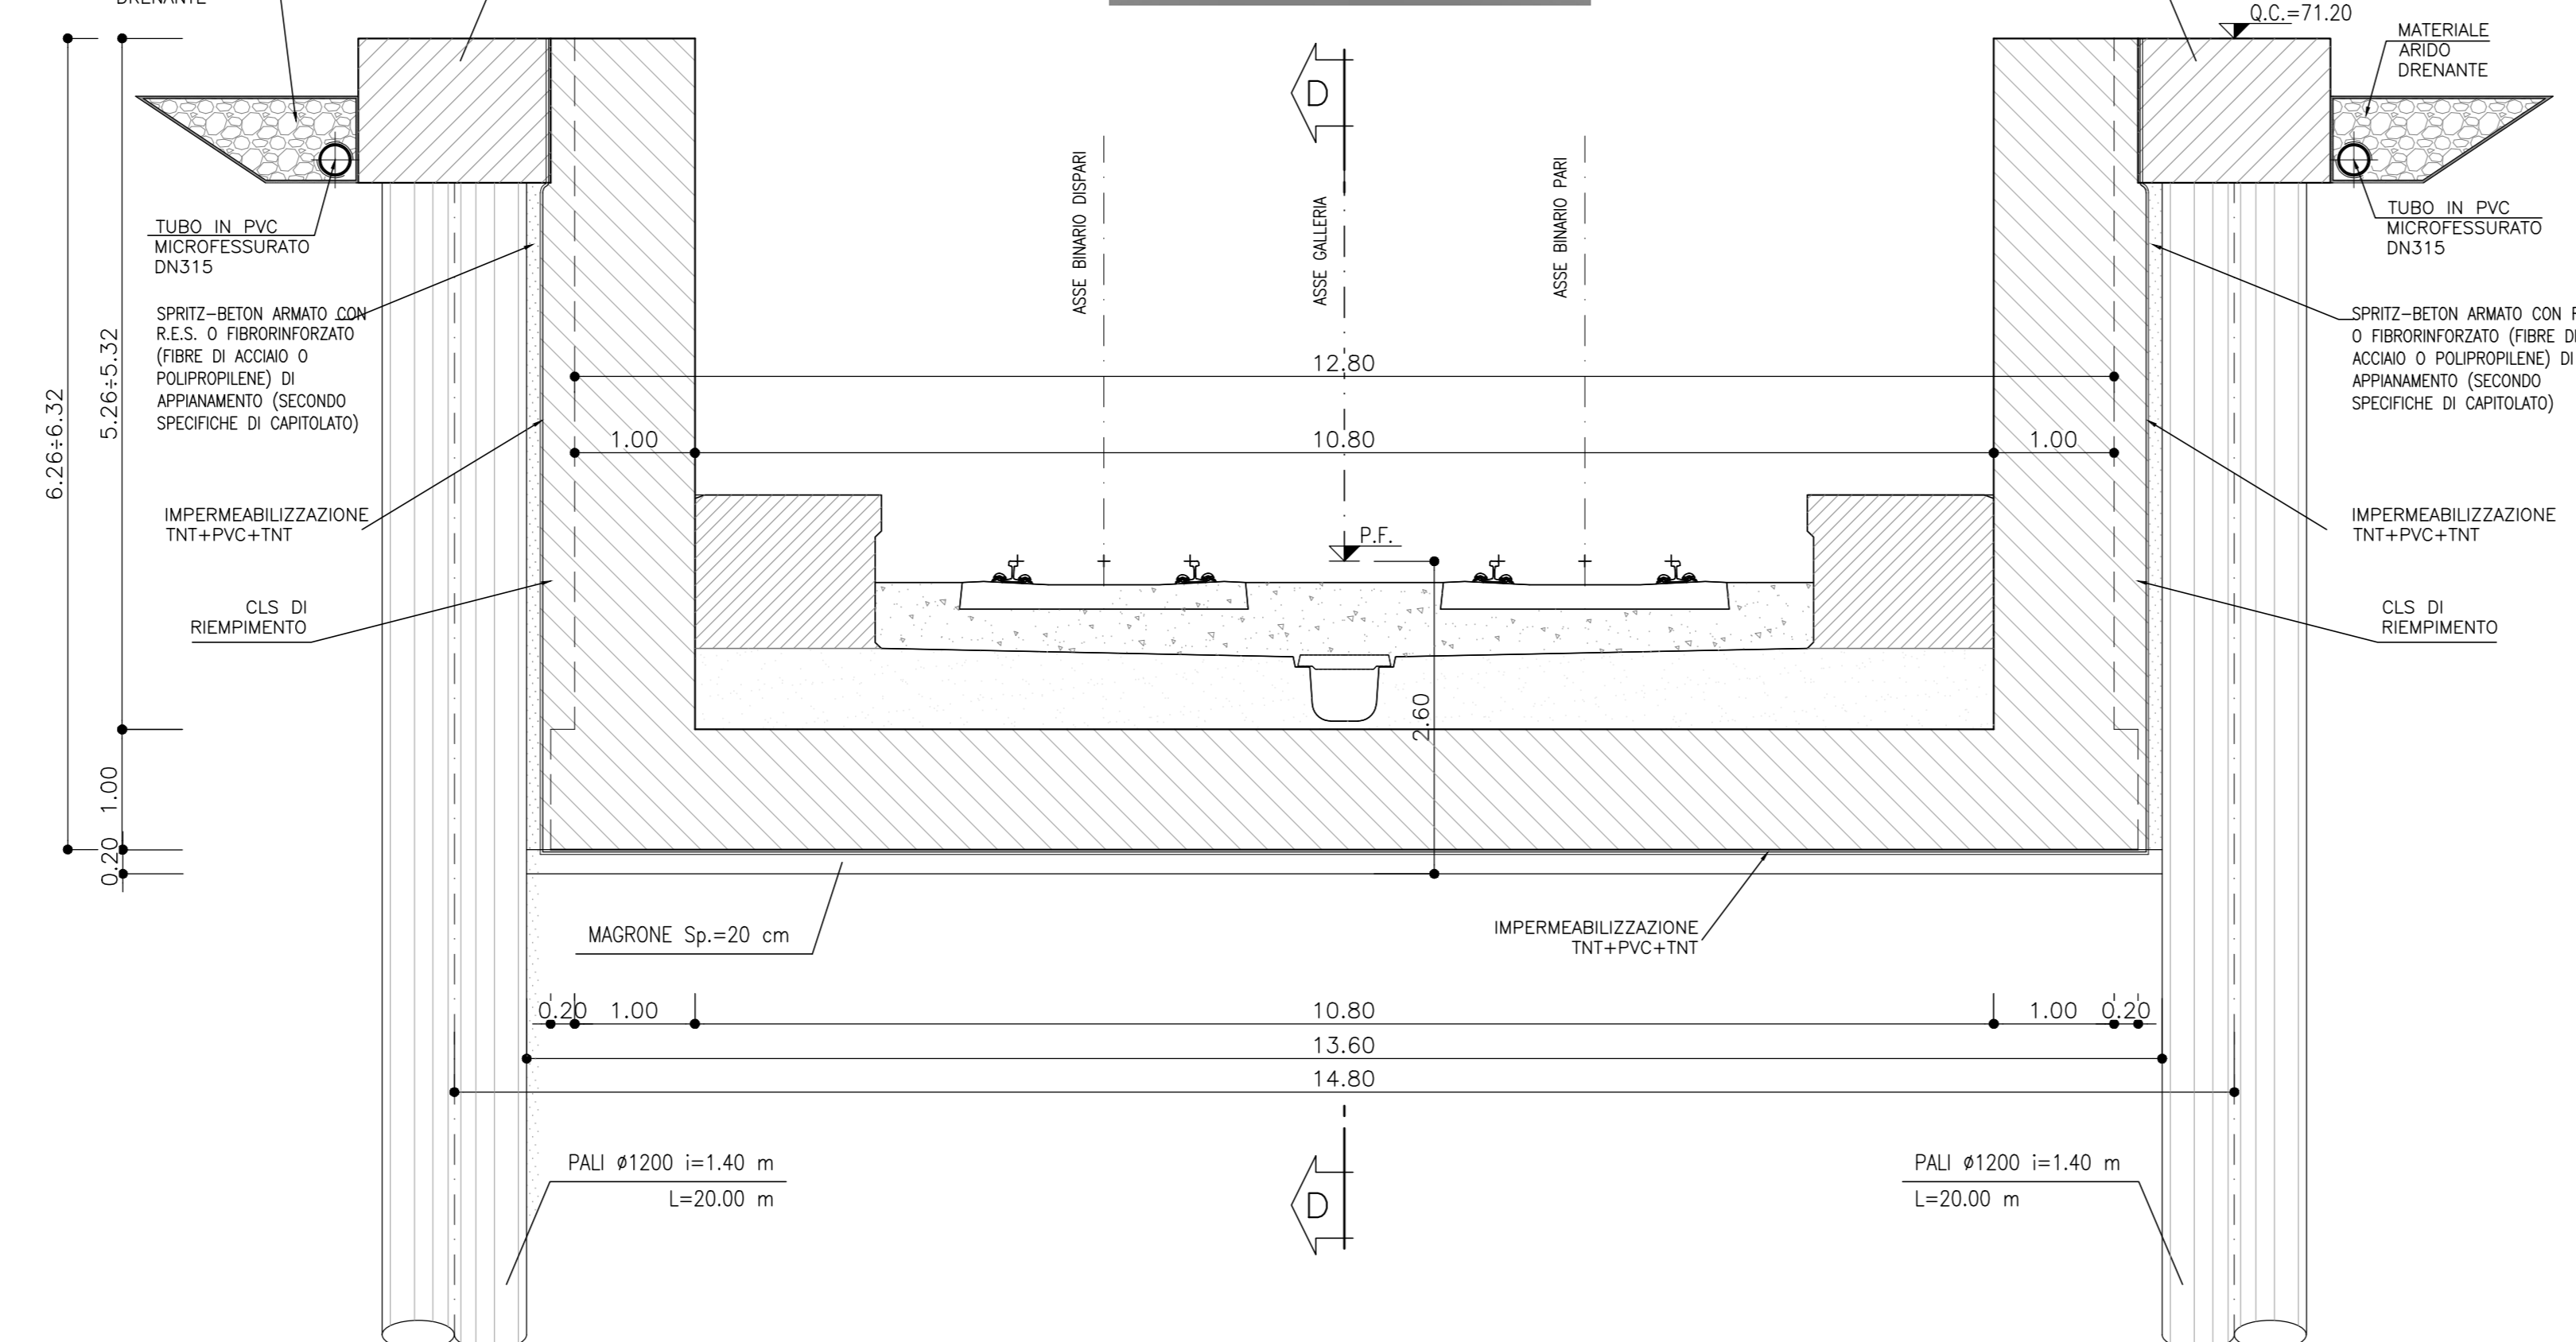 DRENANTE
Q.C.=71.20
MATERIALE
ARIDO
DRENANTE
D
TUBO IN PVC
MICROFESSURATO
DN315
TUBO IN PVC
MICROFESSURATO
DN315
ASSE BINARIO DISPARI
ASSE GALLERIA
ASSE BINARIO PARI
SPRITZ-BETON ARMATO CON
R.E.S. O FIBRORINFORZATO
(FIBRE DI ACCIAIO O
POLIPROPILENE) DI
APPIANAMENTO (SECONDO
SPECIFICHE DI CAPITOLATO)
SPRITZ-BETON ARMATO CON
O FIBRORINFORZATO (FIBRE
ACCIAIO O POLIPROPILENE) DI
APPIANAMENTO (SECONDO
SPECIFICHE DI CAPITOLATO)
12.80
6.26÷6.32
5.26÷5.32
1.00
10.80
1.00
IMPERMEABILIZZAZIONE
TNT+PVC+TNT
P.F.
IMPERMEABILIZZAZIONE
TNT+PVC+TNT
CLS DI
RIEMPIMENTO
CLS DI
RIEMPIMENTO
2.60
1.00
0.20
MAGRONE Sp.=20 cm
IMPERMEABILIZZAZIONE
TNT+PVC+TNT
0.20
1.00
10.80
1.00
0.20
13.60
14.80
PALI ø1200 i=1.40 m
L=20.00 m
D
PALI ø1200 i=1.40 m
L=20.00 m